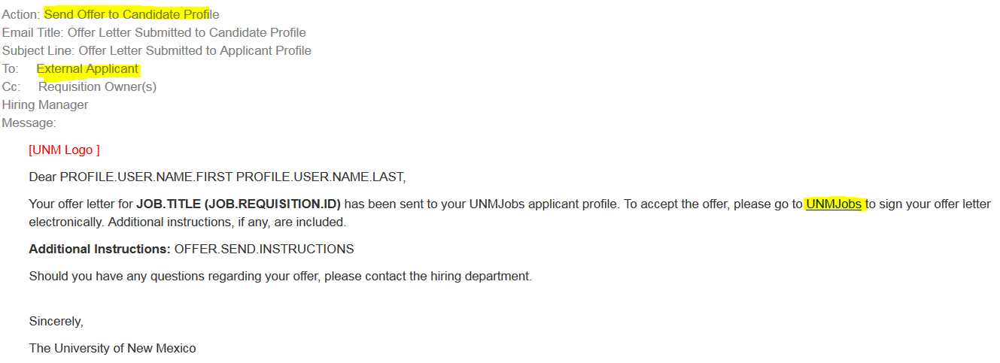 Action: Send Offer to Candidate Profile
Email Title: Offer Letter Submitted to Candidate Profile
Subject Line: Offer Letter Submitted to Applicant Profile
To: External Applicant
Cc: Requisition Owner(s)
Hiring Manager
Message:
[UNM Logo ]
Dear PROFILE.USER.NAME.FIRST PROFILE.USER.NAME.LAST,
Your offer letter for JOB.TITLE (JOB.REQUISITION.ID) has been sent to your UNMJobs applicant profile. To accept the offer, please go to UNMJobs to sign your offer letter
electronically. Additional instructions, if any, are included.
Additional Instructions: OFFER.SEND.INSTRUCTIONS
Should you have any questions regarding your offer, please contact the hiring department.
Sincerely,
The University of New Mexico